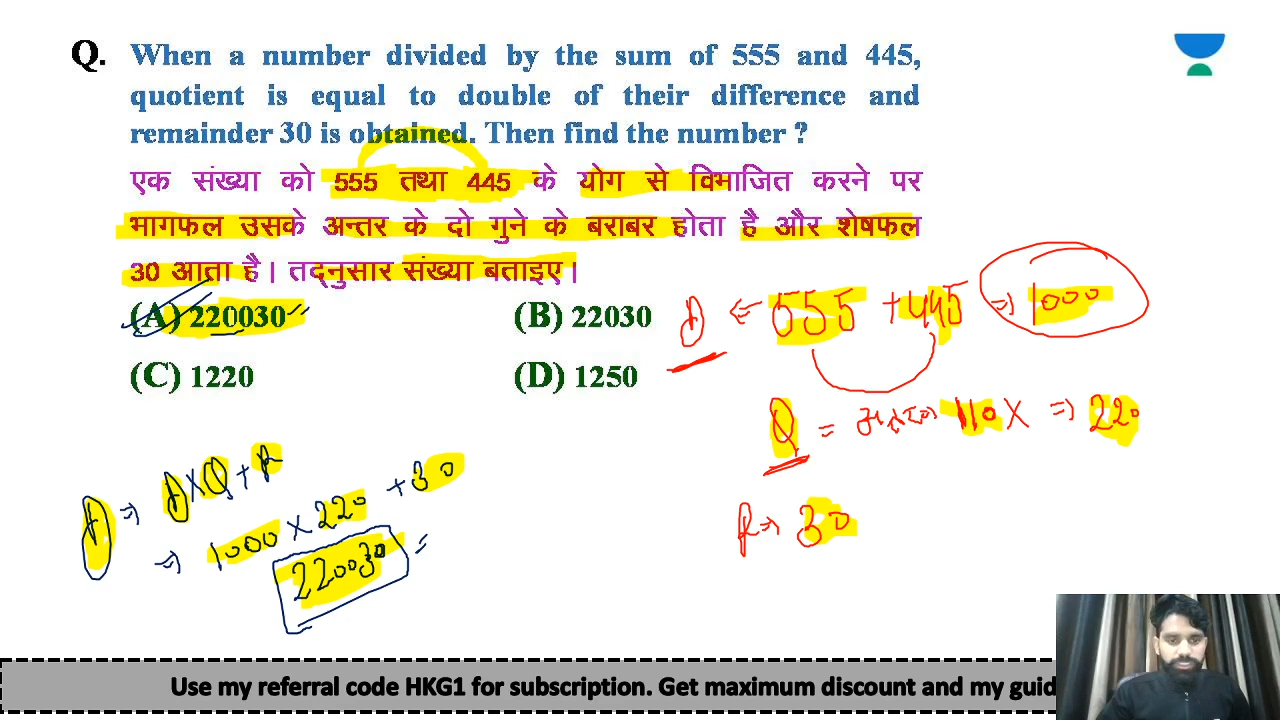 Q. When a number divided by the sum of 555 and 445,
quotient is equal to double of their difference and
remainder 30 is obtained. Then find the number ?
एक संख्या को 555 तथा 445 के योग से विभाजित करने पर
भागफल उसके अन्तर के दो गुने के बराबर होता है और शेषफल
30 आता है। तद्नुसार संख्या बताइए।
(A) 220030 (B) 22030
(C) 1220 (D) 1250
555 + 445 ⇒ 1000
Q = 110 X ⇒ 220
R ⇒ 30
⇒ D X Q + R
⇒ 1000 × 220 + 30
220030 =
Use my referral code HKG1 for subscription. Get maximum discount and my guid